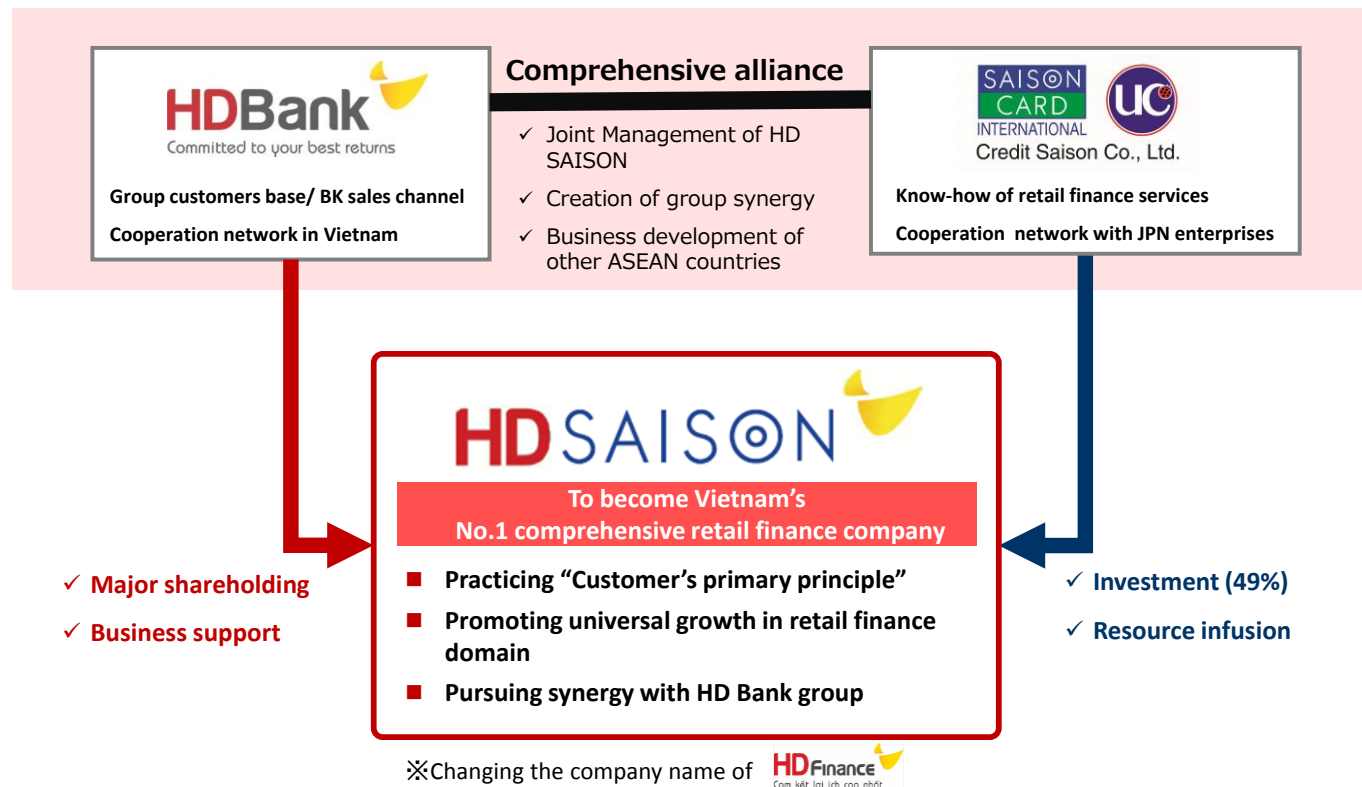 HDBank
Committed to your best returns
Group customers base/ BK sales channel
Cooperation network in Vietnam
Comprehensive alliance
✓ Joint Management of HD
SAISON
✓ Creation of group synergy
✓ Business development of
other ASEAN countries
SAISON
CARD
INTERNATIONAL
UC
Credit Saison Co., Ltd.
Know-how of retail finance services
Cooperation network with JPN enterprises
HD SAISON
To become Vietnam's
No.1 comprehensive retail finance company
■ Practicing “Customer's primary principle”
■ Promoting universal growth in retail finance
domain
■ Pursuing synergy with HD Bank group
✓ Major shareholding
✓ Business support
✓ Investment (49%)
✓ Resource infusion
※Changing the company name of
HD FINANCE